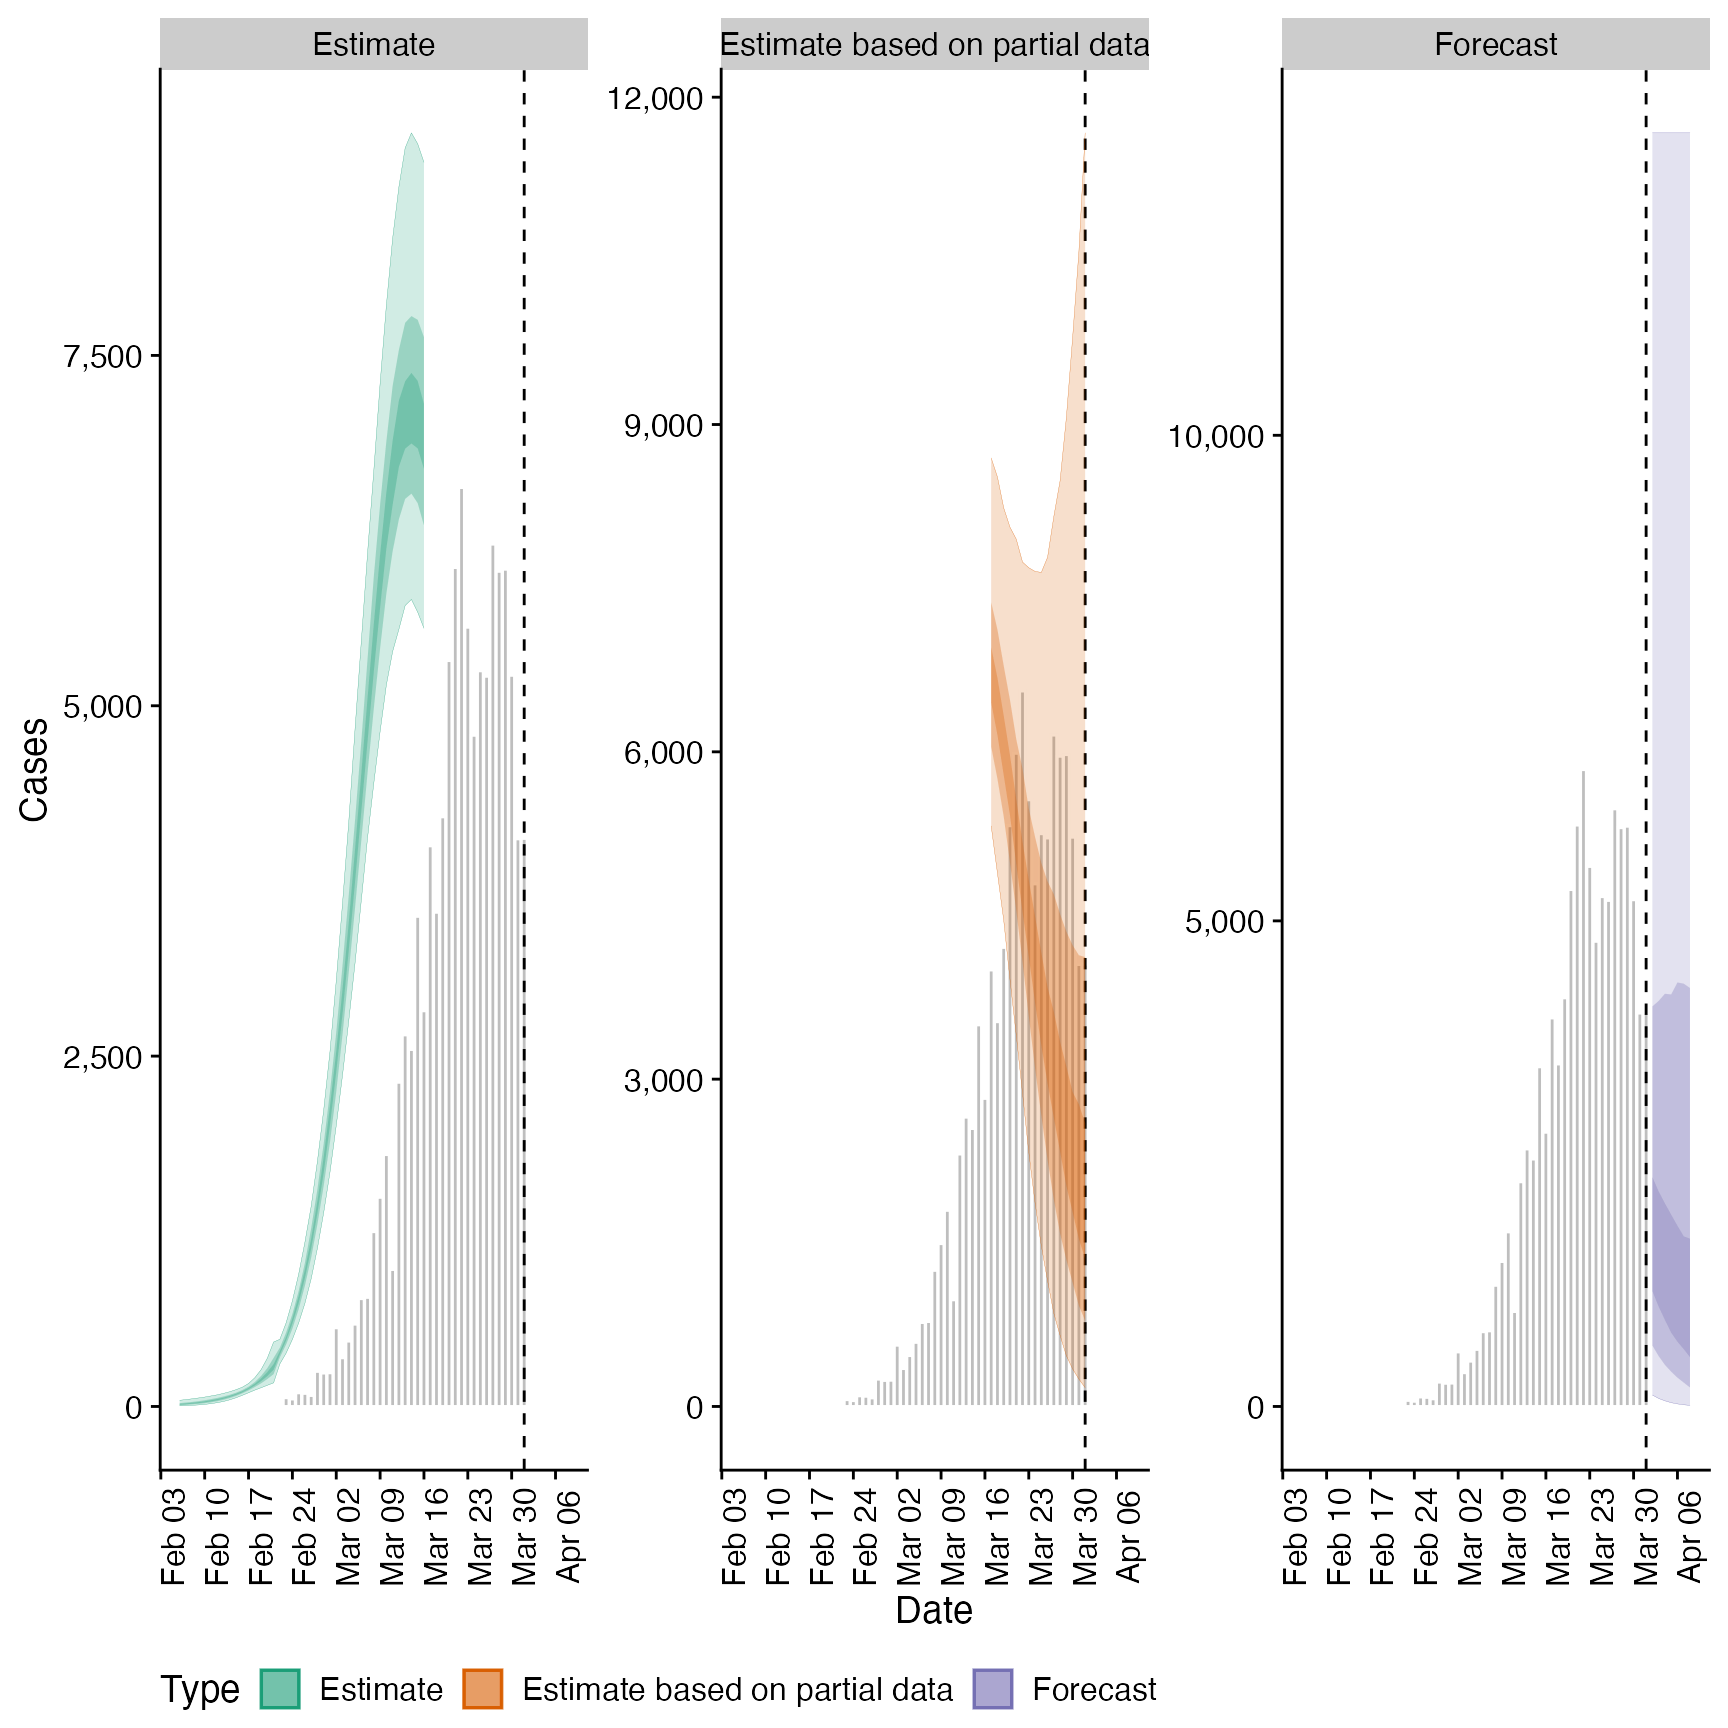 Estimate
Estimate based on partial data
Forecast
Cases
7,500
5,000
2,500
0
12,000
9,000
6,000
3,000
0
10,000
5,000
0
Feb 03
Feb 10
Feb 17
Feb 24
Mar 02
Mar 09
Mar 16
Mar 23
Mar 30
Apr 06
Feb 03
Feb 10
Feb 17
Feb 24
Mar 02
Mar 09
Mar 16
Mar 23
Mar 30
Apr 06
Feb 03
Feb 10
Feb 17
Feb 24
Mar 02
Mar 09
Mar 16
Mar 23
Mar 30
Apr 06
Date
Type Estimate Estimate based on partial data Forecast